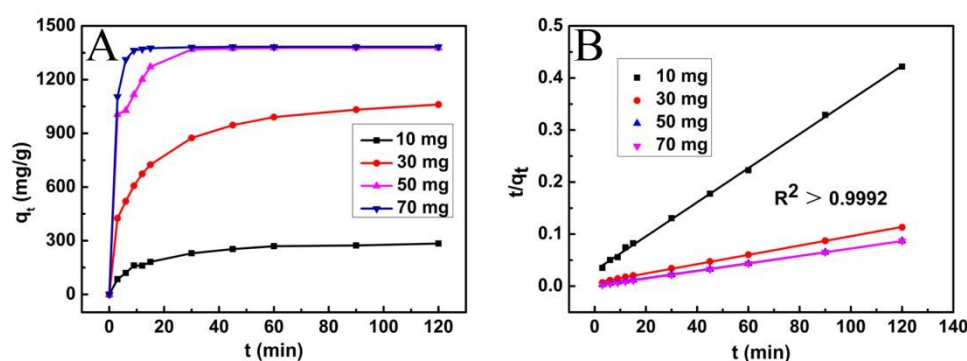 A
1500
1200
900
600
300
0
qt (mg/g)
10 mg
30 mg
50 mg
70 mg
0 20 40 60 80 100 120
t (min)
B
0.5
0.4
0.3
0.2
0.1
0.0
t/qt
10 mg
30 mg
50 mg
70 mg
R² > 0.9992
0 20 40 60 80 100 120 140
t (min)